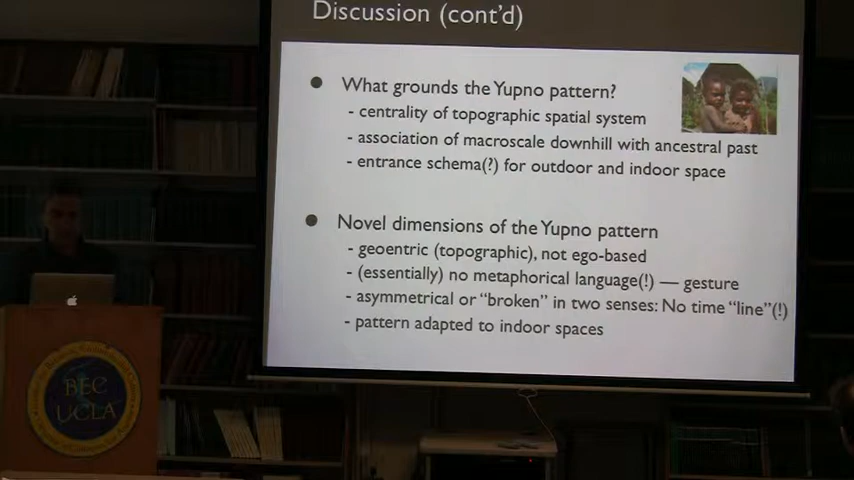 Discussion (cont'd)
What grounds the Yupno pattern?
- centrality of topographic spatial system
- association of macroscale downhill with ancestral past
- entrance schema(?) for outdoor and indoor space
Novel dimensions of the Yupno pattern
- geoentric (topographic), not ego-based
- (essentially) no metaphorical language(!) — gesture
- asymmetrical or “broken” in two senses: No time “line”(!)
- pattern adapted to indoor spaces
BEC
UCLA